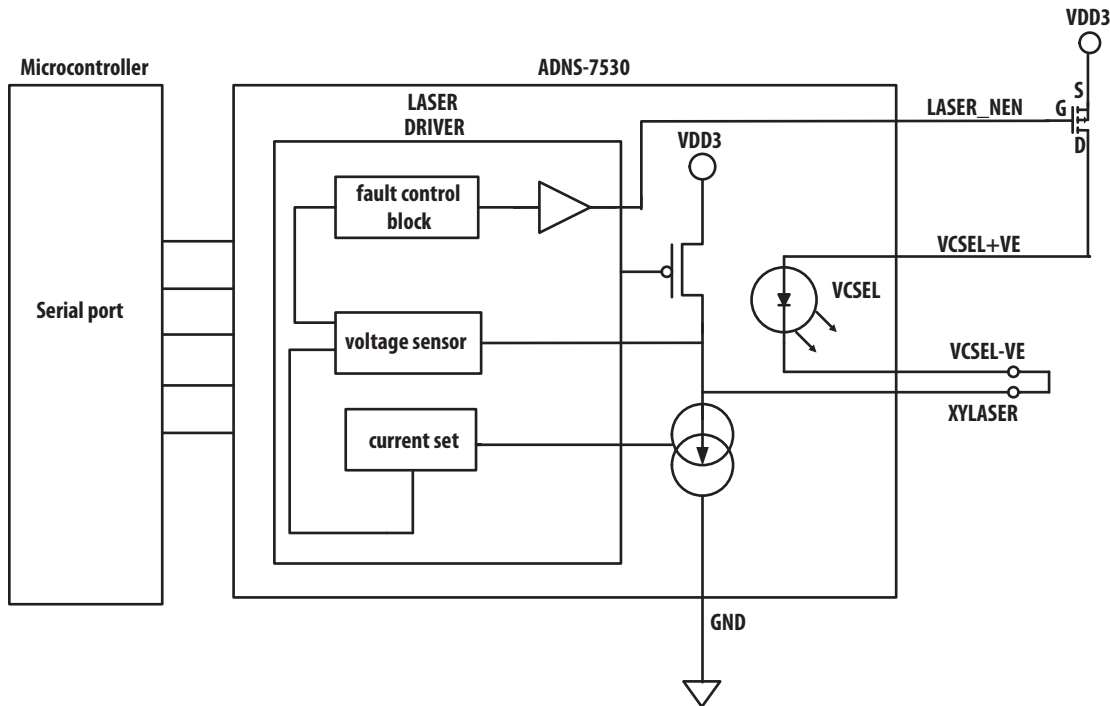 VDD3
Microcontroller
ADNS-7530
LASER
DRIVER
LASER_NEN
S
G
D
VDD3
fault control
block
VCSEL+VE
VCSEL
Serial port
voltage sensor
VCSEL-VE
XYLASER
current set
GND